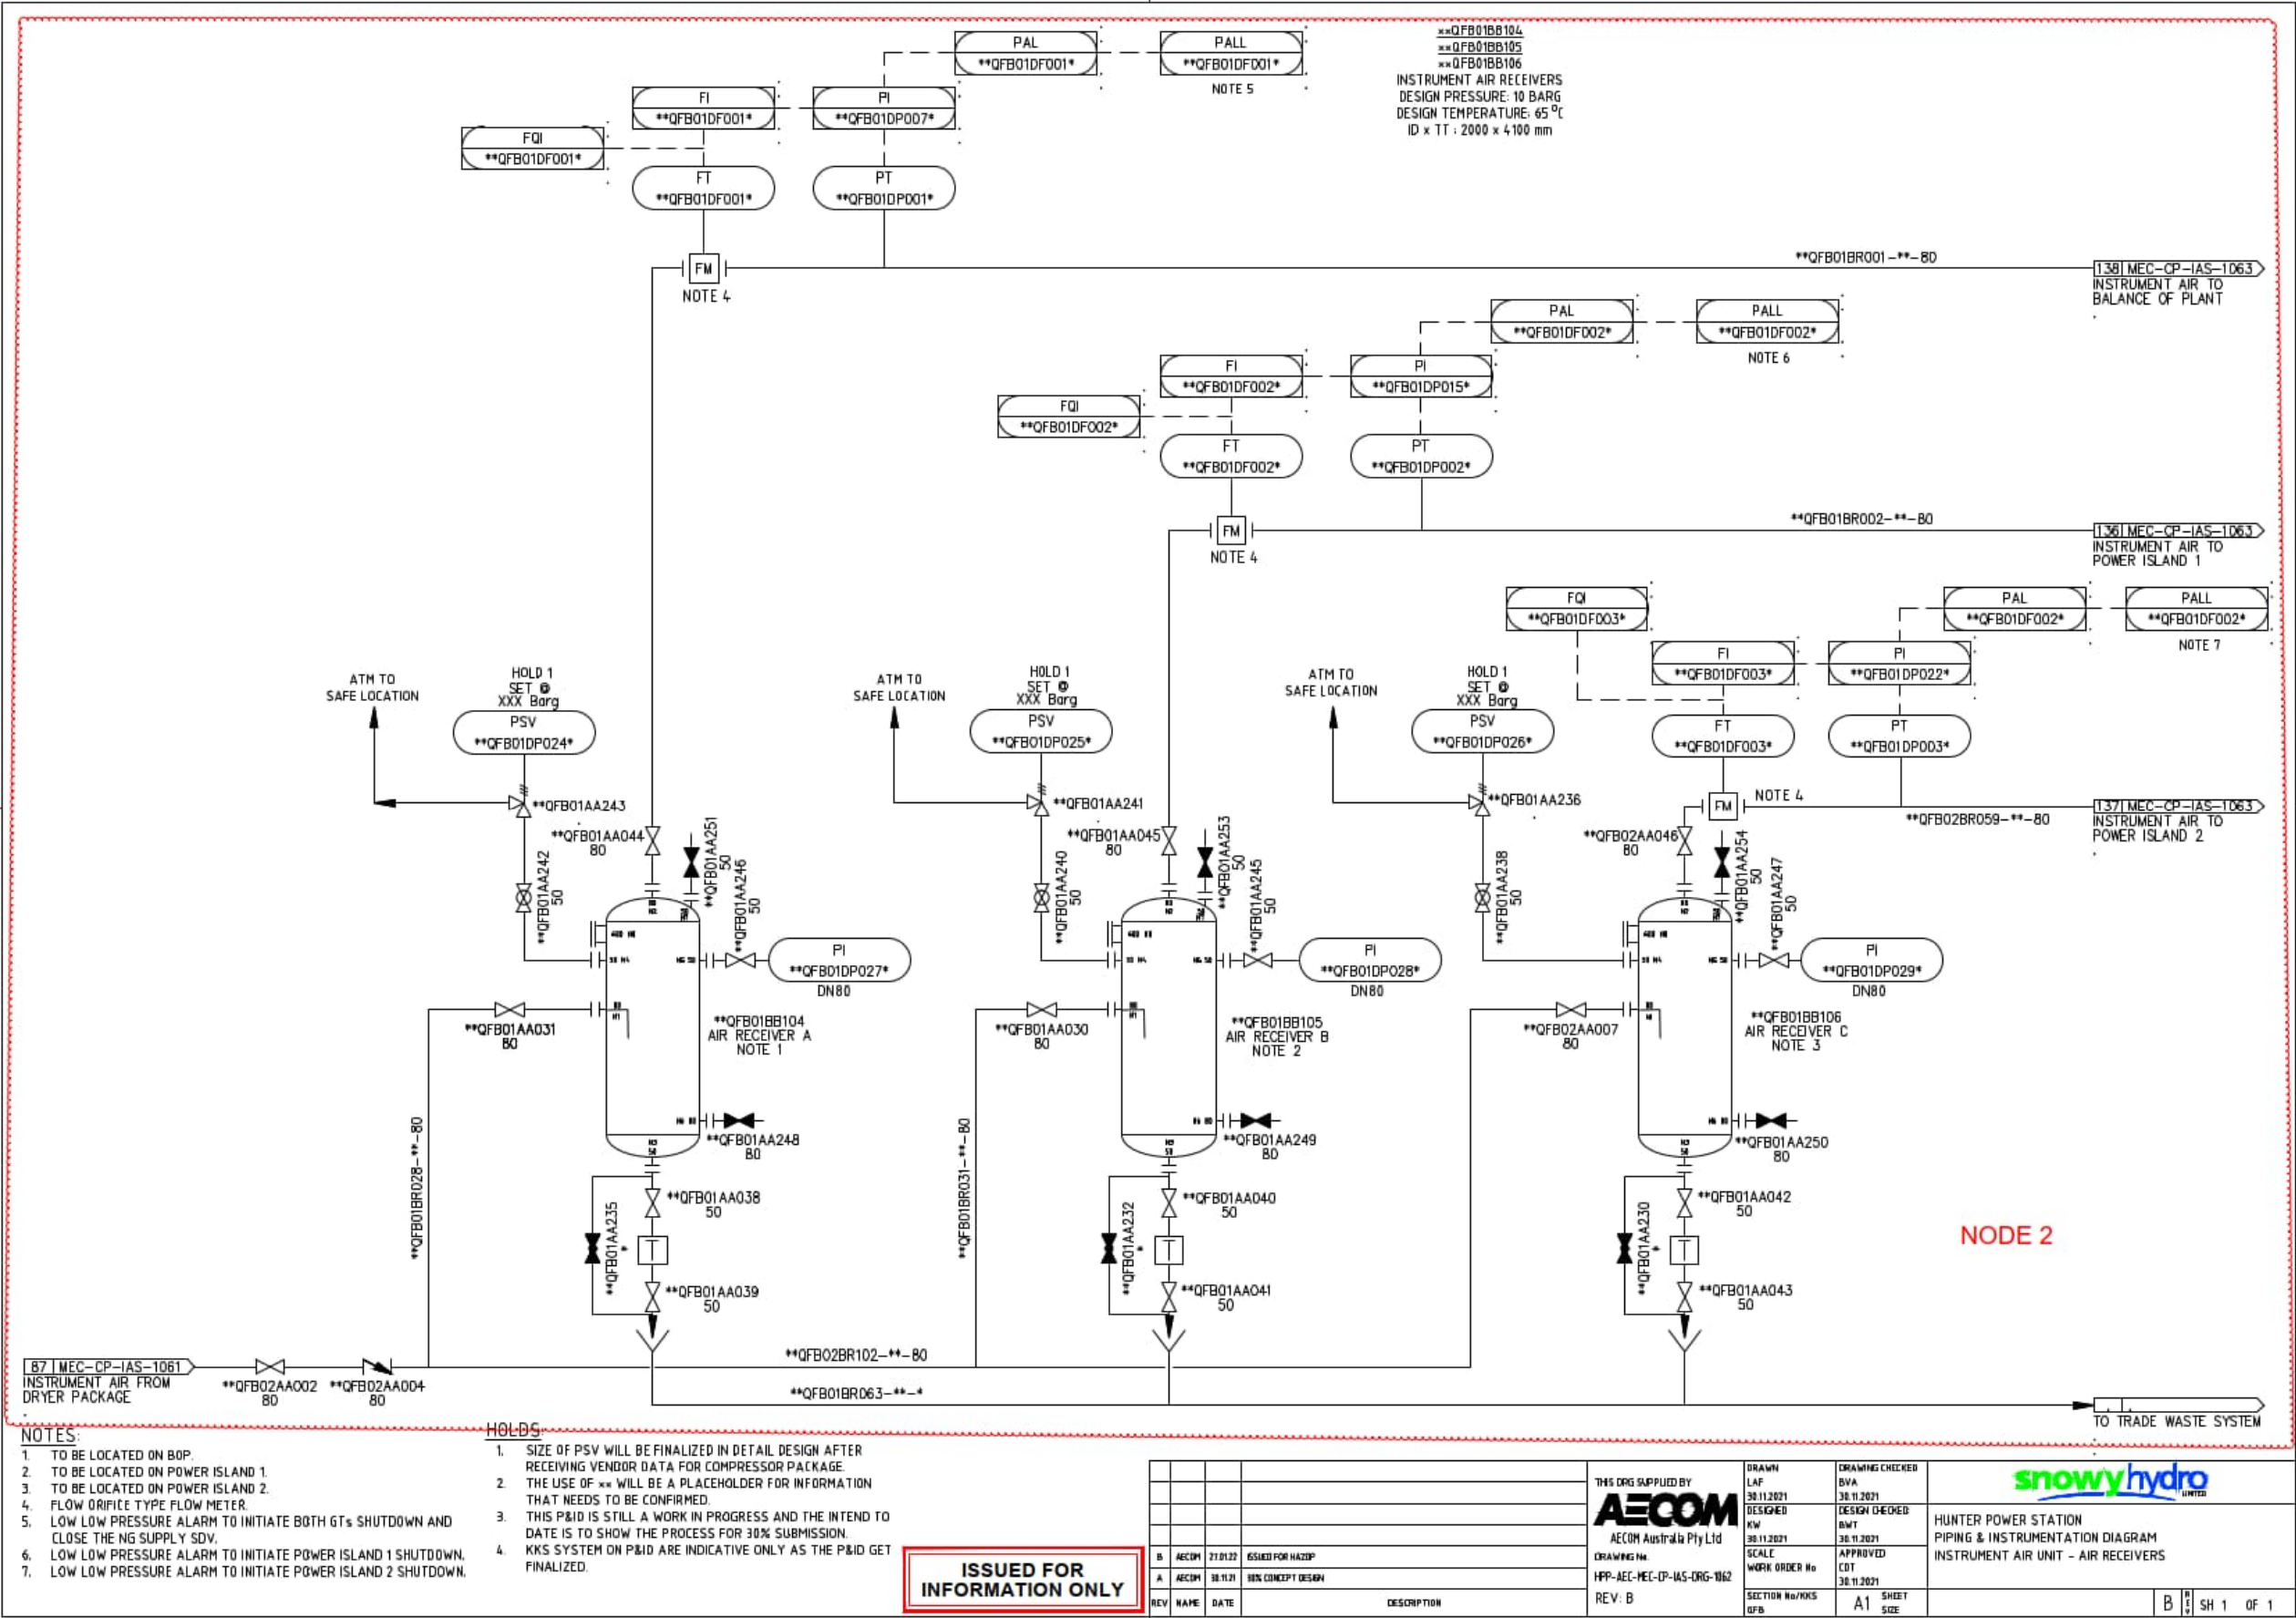 ××QFB01BB104
××QFB01BB105
××QFB01BB106
INSTRUMENT AIR RECEIVERS
DESIGN PRESSURE: 10 BARG
DESIGN TEMPERATURE: 65 °C
ID x TT : 2000 x 4100 mm
PAL
**QFB01DF001*
PALL
**QFB01DF001*
NOTE 5
FI
**QFB01DF001*
PI
**QFB01DP007*
FQI
**QFB01DF001*
FT
**QFB01DF001*
PT
**QFB01DP001*
FM
NOTE 4
**QFB01BR001-**-80
138 MEC-CP-IAS-1063
INSTRUMENT AIR TO
BALANCE OF PLANT
PAL
**QFB01DF002*
PALL
**QFB01DF002*
NOTE 6
FI
**QFB01DF002*
PI
**QFB01DP015*
FQI
**QFB01DF002*
FT
**QFB01DF002*
PT
**QFB01DP002*
FM
NOTE 4
**QFB01BR002-**-80
136 MEC-CP-IAS-1063
INSTRUMENT AIR TO
POWER ISLAND 1
FQI
**QFB01DF003*
PAL
**QFB01DF002*
PALL
**QFB01DF002*
NOTE 7
FI
**QFB01DF003*
PI
**QFB01DP022*
FT
**QFB01DF003*
PT
**QFB01DP003*
FM
NOTE 4
**QFB02BR059-**-80
137 MEC-CP-IAS-1063
INSTRUMENT AIR TO
POWER ISLAND 2
ATM TO
SAFE LOCATION
HOLD 1
SET @
XXX Barg
PSV
**QFB01DP024*
**QFB01AA243
**QFB01AA044
80
**QFB01AA251
50
**QFB01AA246
50
**QFB01AA242
50
PI
**QFB01DP027*
DN80
**QFB01AA031
80
**QFB01BB104
AIR RECEIVER A
NOTE 1
**QFB01AA248
80
**QFB01BR028-**-80
**QFB01AA038
50
**QFB01AA235
*
T
**QFB01AA039
50
ATM TO
SAFE LOCATION
HOLD 1
SET @
XXX Barg
PSV
**QFB01DP025*
**QFB01AA241
**QFB01AA045
80
**QFB01AA253
50
**QFB01AA245
50
**QFB01AA240
50
PI
**QFB01DP028*
DN80
**QFB01AA030
80
**QFB01BB105
AIR RECEIVER B
NOTE 2
**QFB01AA249
80
**QFB01BR031-**-80
**QFB01AA040
50
**QFB01AA232
*
T
**QFB01AA041
50
ATM TO
SAFE LOCATION
HOLD 1
SET @
XXX Barg
PSV
**QFB01DP026*
**QFB01AA236
**QFB02AA046
80
**QFB01AA254
50
**QFB01AA247
50
**QFB01AA238
50
PI
**QFB01DP029*
DN80
**QFB02AA007
80
**QFB01BB106
AIR RECEIVER C
NOTE 3
**QFB01AA250
80
**QFB01AA042
50
**QFB01AA230
*
T
**QFB01AA043
50
NODE 2
87 MEC-CP-IAS-1061
INSTRUMENT AIR FROM
DRYER PACKAGE
**QFB02AA002
80
**QFB02AA004
80
**QFB02BR102-**-80
**QFB01BR063-**-*
TO TRADE WASTE SYSTEM
NOTES:
1. TO BE LOCATED ON BOP.
2. TO BE LOCATED ON POWER ISLAND 1.
3. TO BE LOCATED ON POWER ISLAND 2.
4. FLOW ORIFICE TYPE FLOW METER.
5. LOW LOW PRESSURE ALARM TO INITIATE BOTH GTs SHUTDOWN AND
CLOSE THE NG SUPPLY SDV.
6. LOW LOW PRESSURE ALARM TO INITIATE POWER ISLAND 1 SHUTDOWN.
7. LOW LOW PRESSURE ALARM TO INITIATE POWER ISLAND 2 SHUTDOWN.
HOLDS:
1. SIZE OF PSV WILL BE FINALIZED IN DETAIL DESIGN AFTER
RECEIVING VENDOR DATA FOR COMPRESSOR PACKAGE.
2. THE USE OF ×× WILL BE A PLACEHOLDER FOR INFORMATION
THAT NEEDS TO BE CONFIRMED.
3. THIS P&ID IS STILL A WORK IN PROGRESS AND THE INTEND TO
DATE IS TO SHOW THE PROCESS FOR 30% SUBMISSION.
4. KKS SYSTEM ON P&ID ARE INDICATIVE ONLY AS THE P&ID GET
FINALIZED.
ISSUED FOR
INFORMATION ONLY
B AECOM 21.01.22 ISSUED FOR HAZOP
A AECOM 30.11.21 30% CONCEPT DESIGN
REV NAME DATE DESCRIPTION
THIS DRG SUPPLIED BY
AECOM
AECOM Australia Pty Ltd
DRAWING No.
HPP-AEC-MEC-CP-IAS-DRG-1062
REV: B
DRAWN
LAF
30.11.2021
DRAWING CHECKED
BVA
30.11.2021
DESIGNED
KW
30.11.2021
DESIGN CHECKED
BWT
30.11.2021
SCALE
WORK ORDER No
APPROVED
CDT
30.11.2021
SECTION No/KKS
QFB
A1 SHEET SIZE
snowyhydro
LIMITED
HUNTER POWER STATION
PIPING & INSTRUMENTATION DIAGRAM
INSTRUMENT AIR UNIT - AIR RECEIVERS
B REV SH 1 OF 1